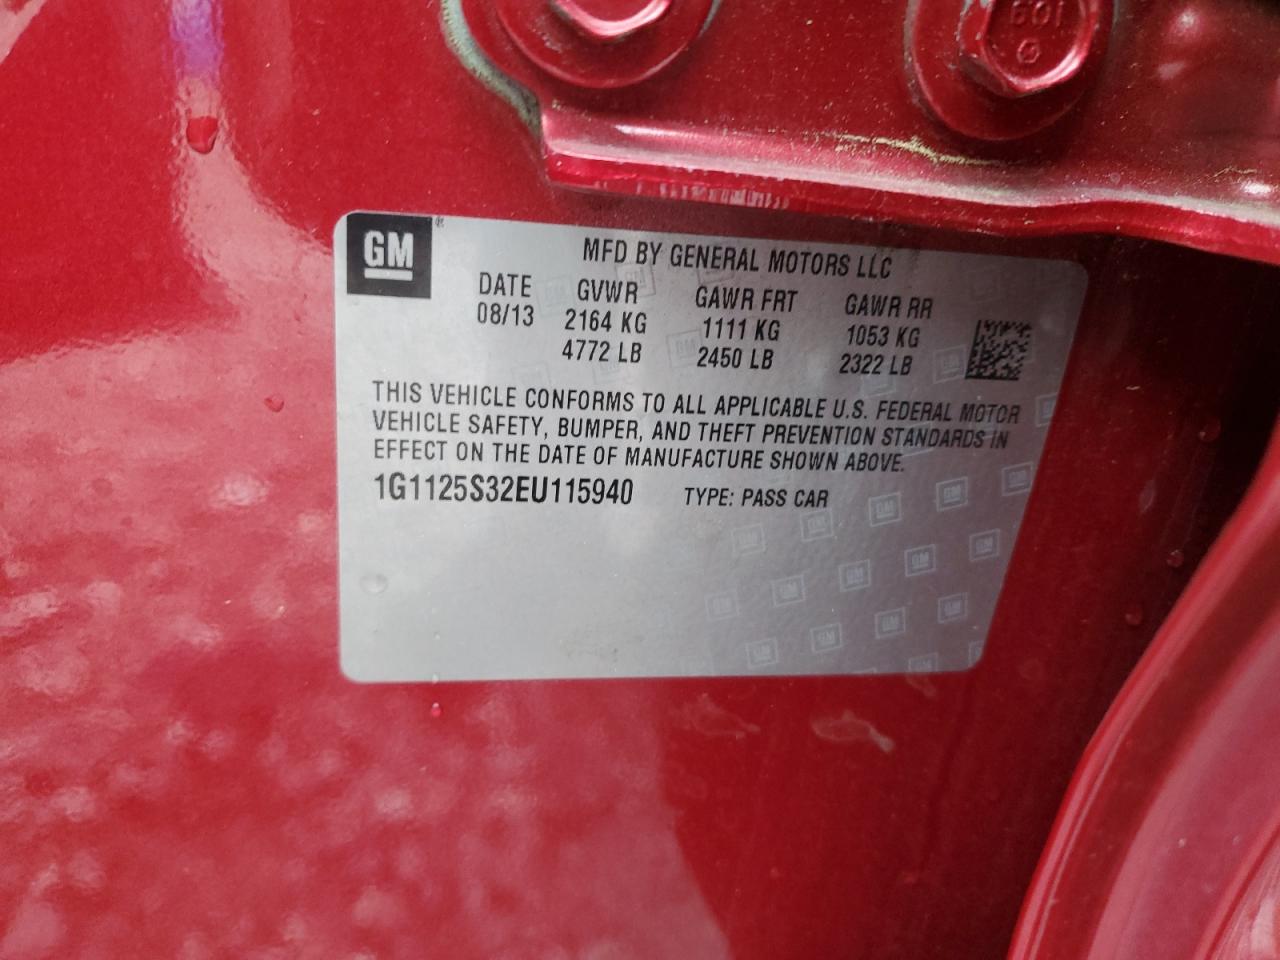 109
GM ®
MFD BY GENERAL MOTORS LLC
DATE GVWR GAWR FRT GAWR RR
08/13 2164 KG 1111 KG 1053 KG
4772 LB 2450 LB 2322 LB
THIS VEHICLE CONFORMS TO ALL APPLICABLE U.S. FEDERAL MOTOR
VEHICLE SAFETY, BUMPER, AND THEFT PREVENTION STANDARDS IN
EFFECT ON THE DATE OF MANUFACTURE SHOWN ABOVE.
1G1125S32EU115940 TYPE: PASS CAR